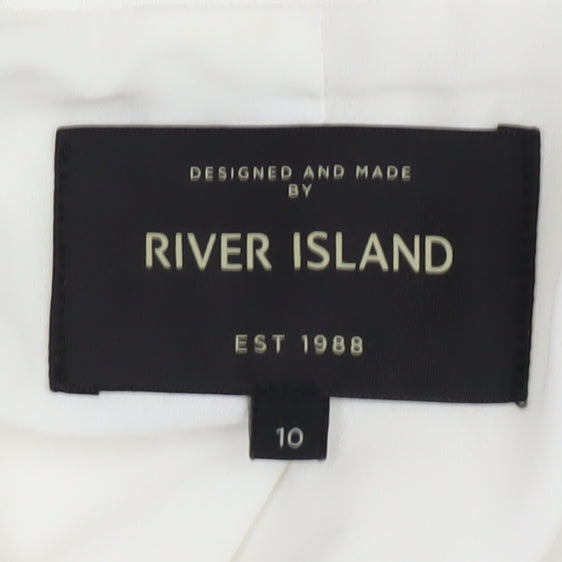 DESIGNED AND MADE
BY
RIVER ISLAND
EST 1988
10